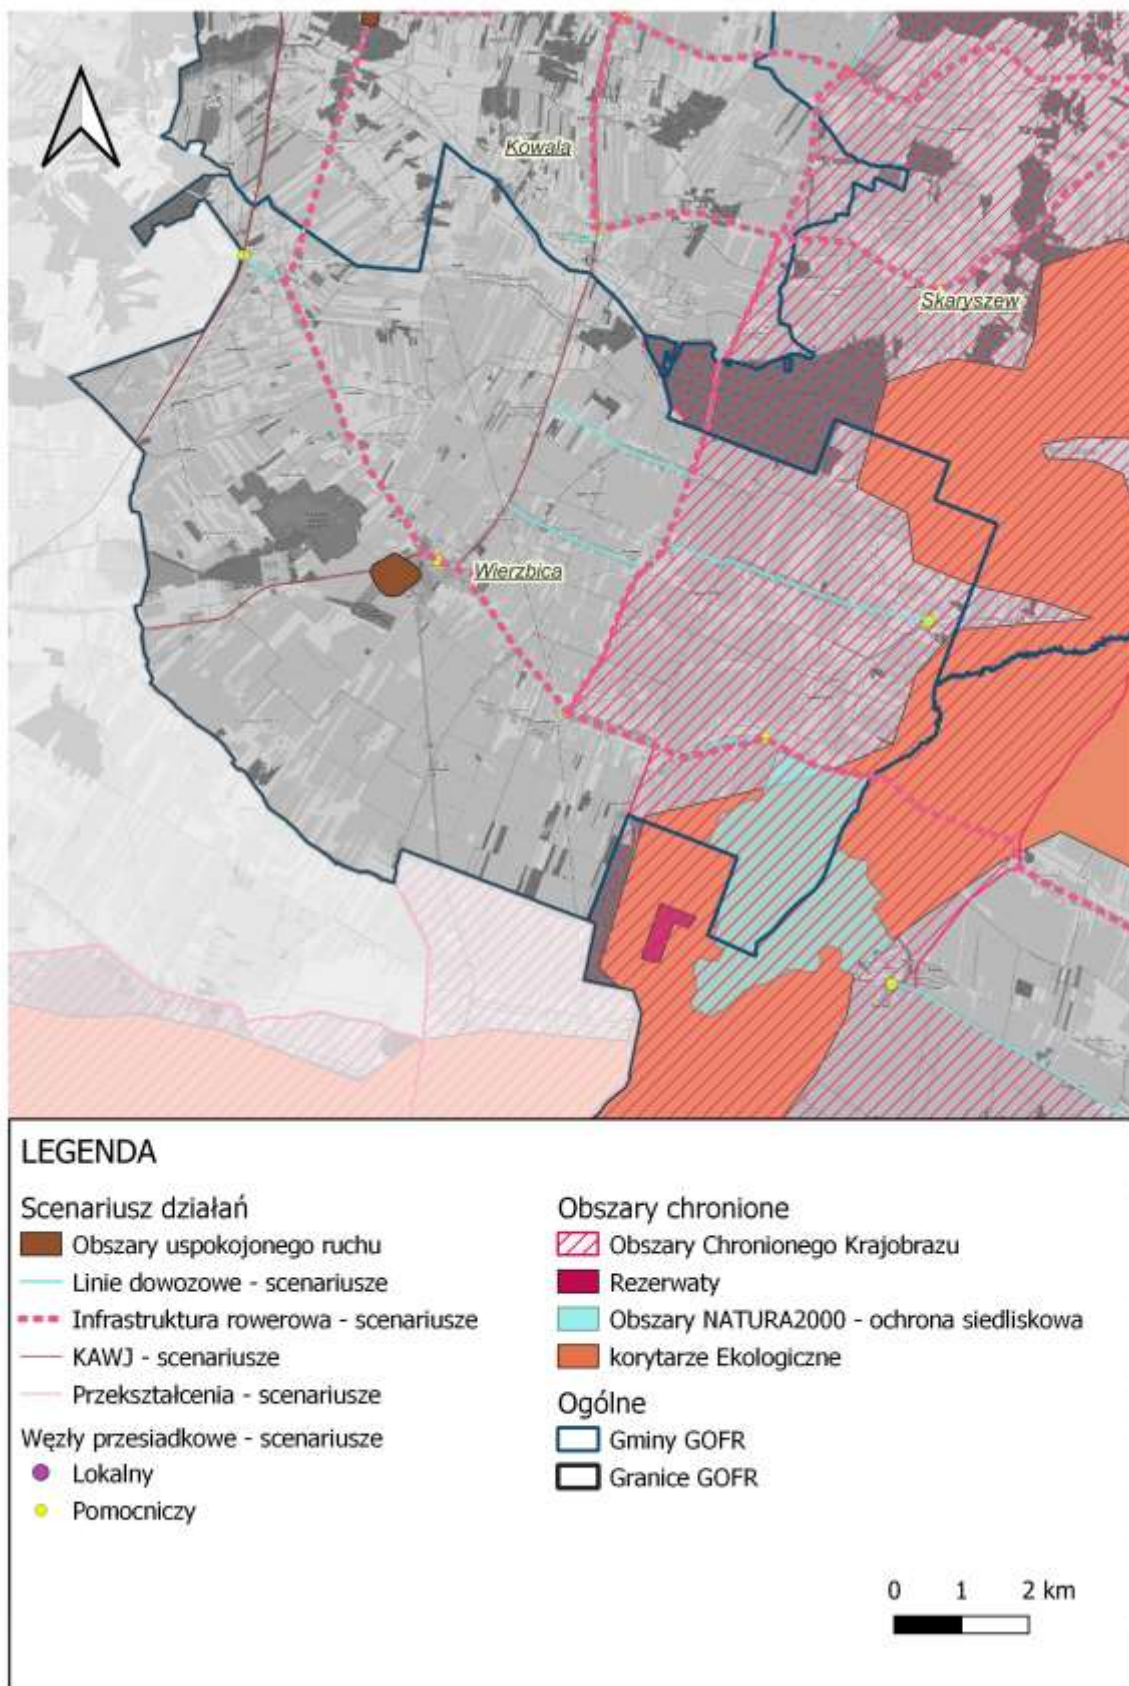 Kowala
Skaryszew
Wierzbica
LEGENDA
Scenariusz działań
Obszary uspokojonego ruchu
Linie dowozowe - scenariusze
Infrastruktura rowerowa - scenariusze
KAWJ - scenariusze
Przekształcenia - scenariusze
Węzły przesiadkowe - scenariusze
Lokalny
Pomocniczy
Obszary chronione
Obszary Chronionego Krajobrazu
Rezerwaty
Obszary NATURA2000 - ochrona siedliskowa
korytarze Ekologiczne
Ogólne
Gminy GOFR
Granice GOFR
0 1 2 km